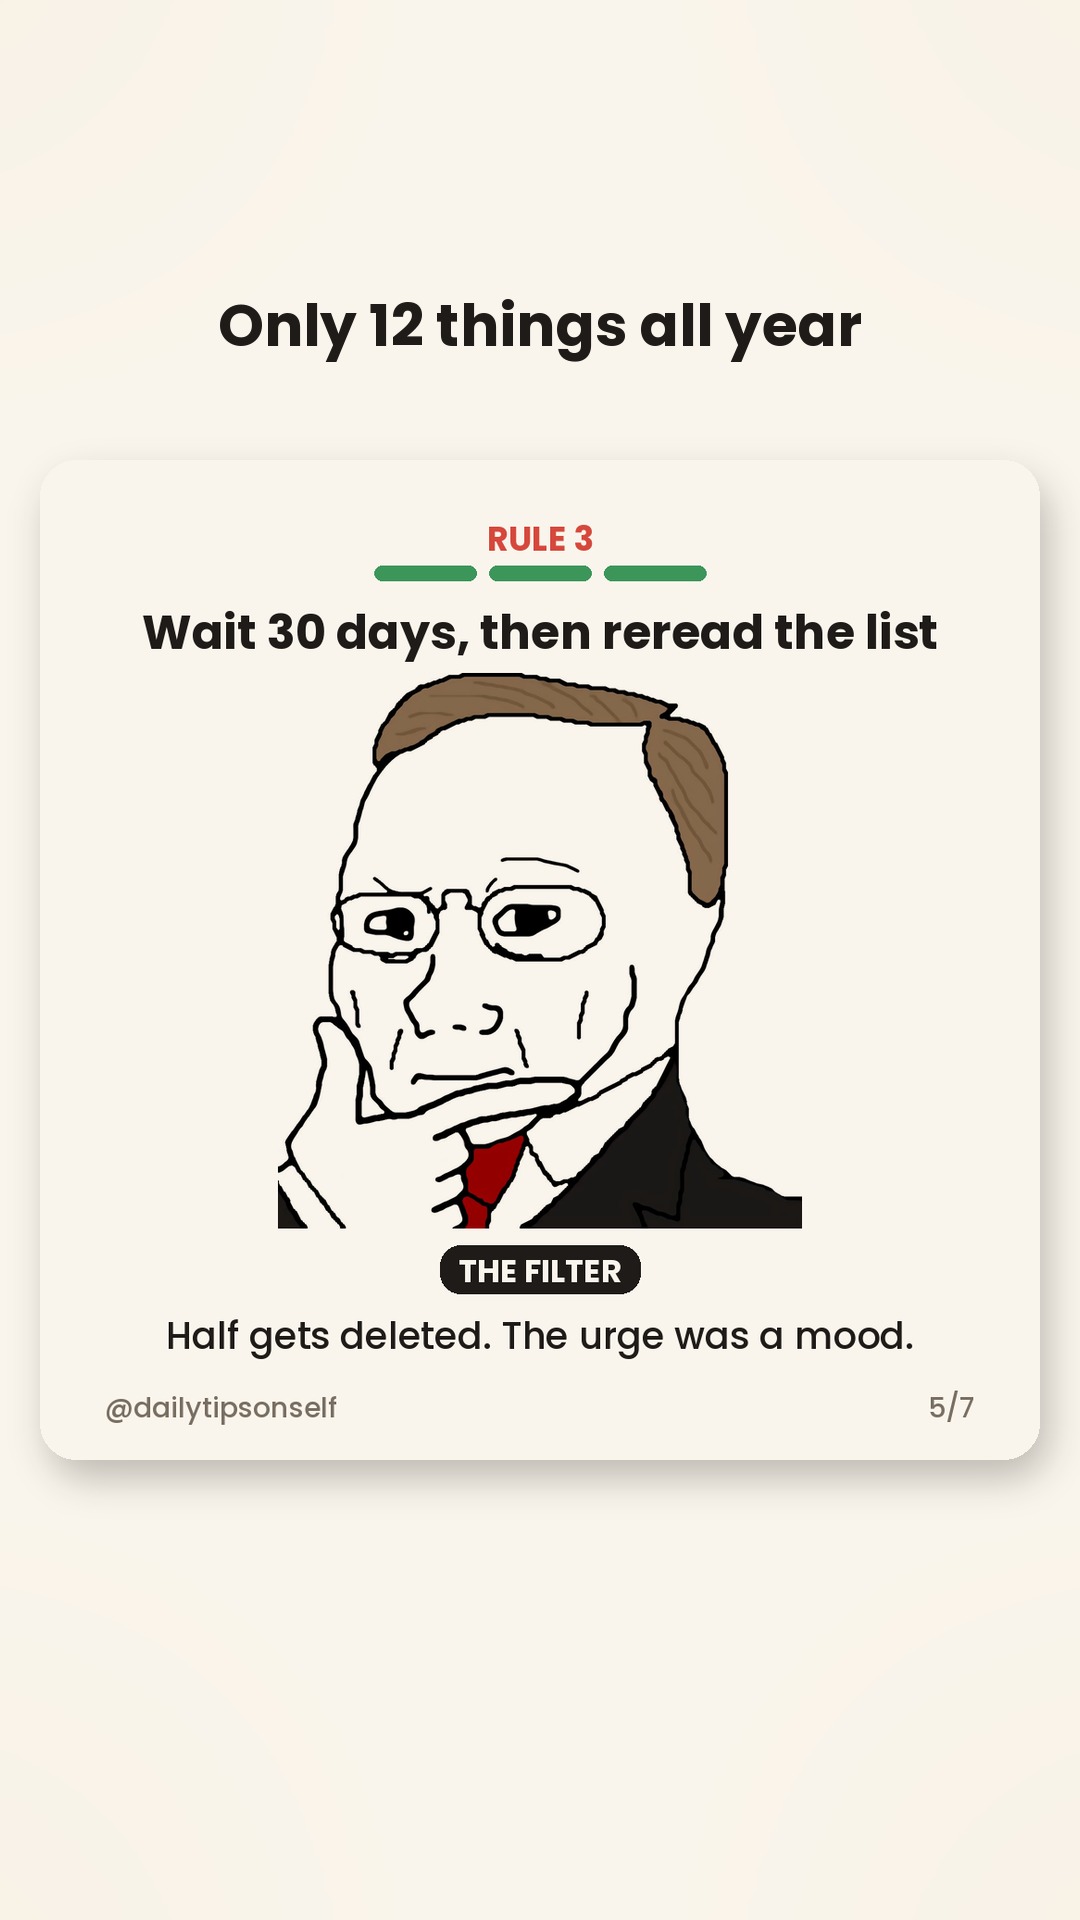 Only 12 things all year
RULE 3
Wait 30 days, then reread the list
THE FILTER
Half gets deleted. The urge was a mood.
@dailytipsonself
5/7